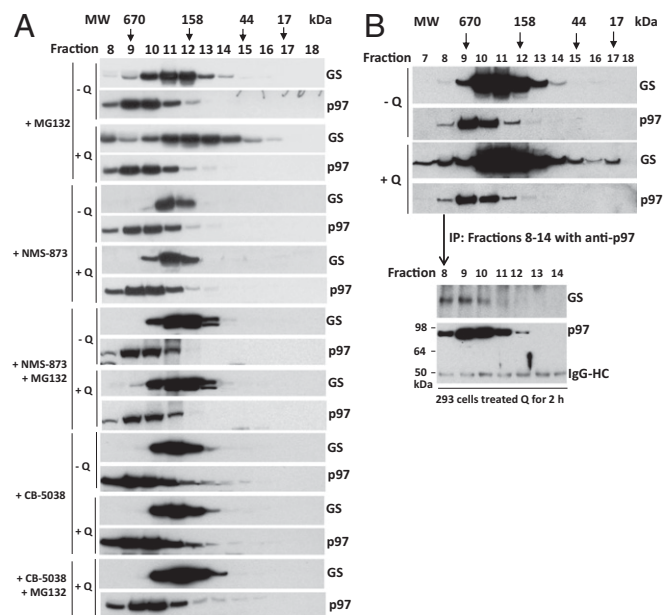 A
MW 670 158 44 17 kDa
Fraction 8 9 10 11 12 13 14 15 16 17 18
+ MG132
- Q
GS
p97
+ Q
GS
p97
+ NMS-873
- Q
GS
p97
+ Q
GS
p97
+ NMS-873
+ MG132
- Q
GS
p97
+ Q
GS
p97
+ CB-5038
- Q
GS
p97
+ Q
GS
p97
+ CB-5038
+ MG132
+ Q
GS
p97
B
MW 670 158 44 17 kDa
Fraction 7 8 9 10 11 12 13 14 15 16 17 18
- Q
GS
p97
+ Q
GS
p97
IP: Fractions 8-14 with anti-p97
Fraction 8 9 10 11 12 13 14
GS
98
p97
64
50
IgG-HC
kDa
293 cells treated Q for 2 h